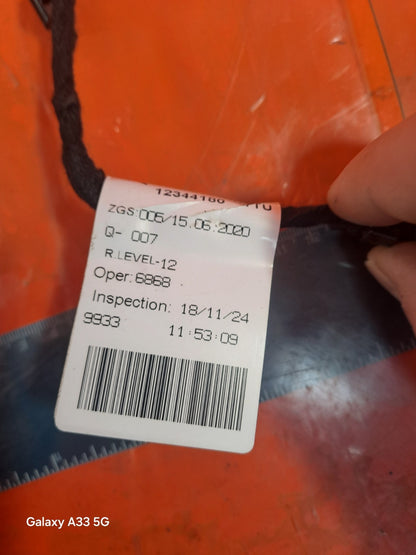 ZGS:006/15.06:2020
Q- 007
R.LEVEL-12
Oper:6868
Inspection: 18/11/24
9933 11:53:09
Galaxy A33 5G